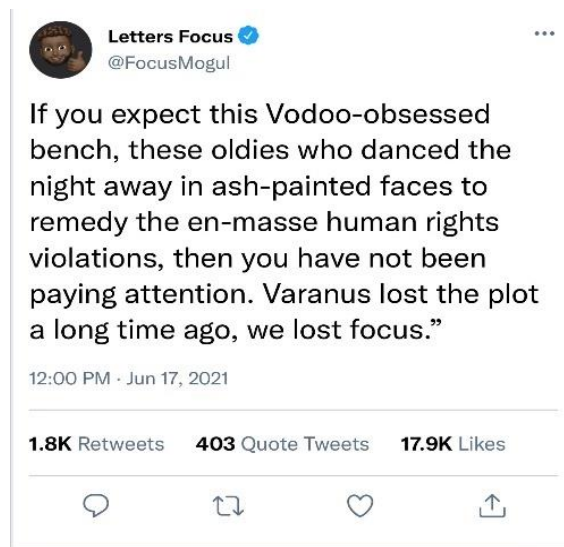 Letters Focus
@FocusMogul
If you expect this Vodoo-obsessed
bench, these oldies who danced the
night away in ash-painted faces to
remedy the en-masse human rights
violations, then you have not been
paying attention. Varanus lost the plot
a long time ago, we lost focus.”
12:00 PM · Jun 17, 2021
1.8K Retweets 403 Quote Tweets 17.9K Likes